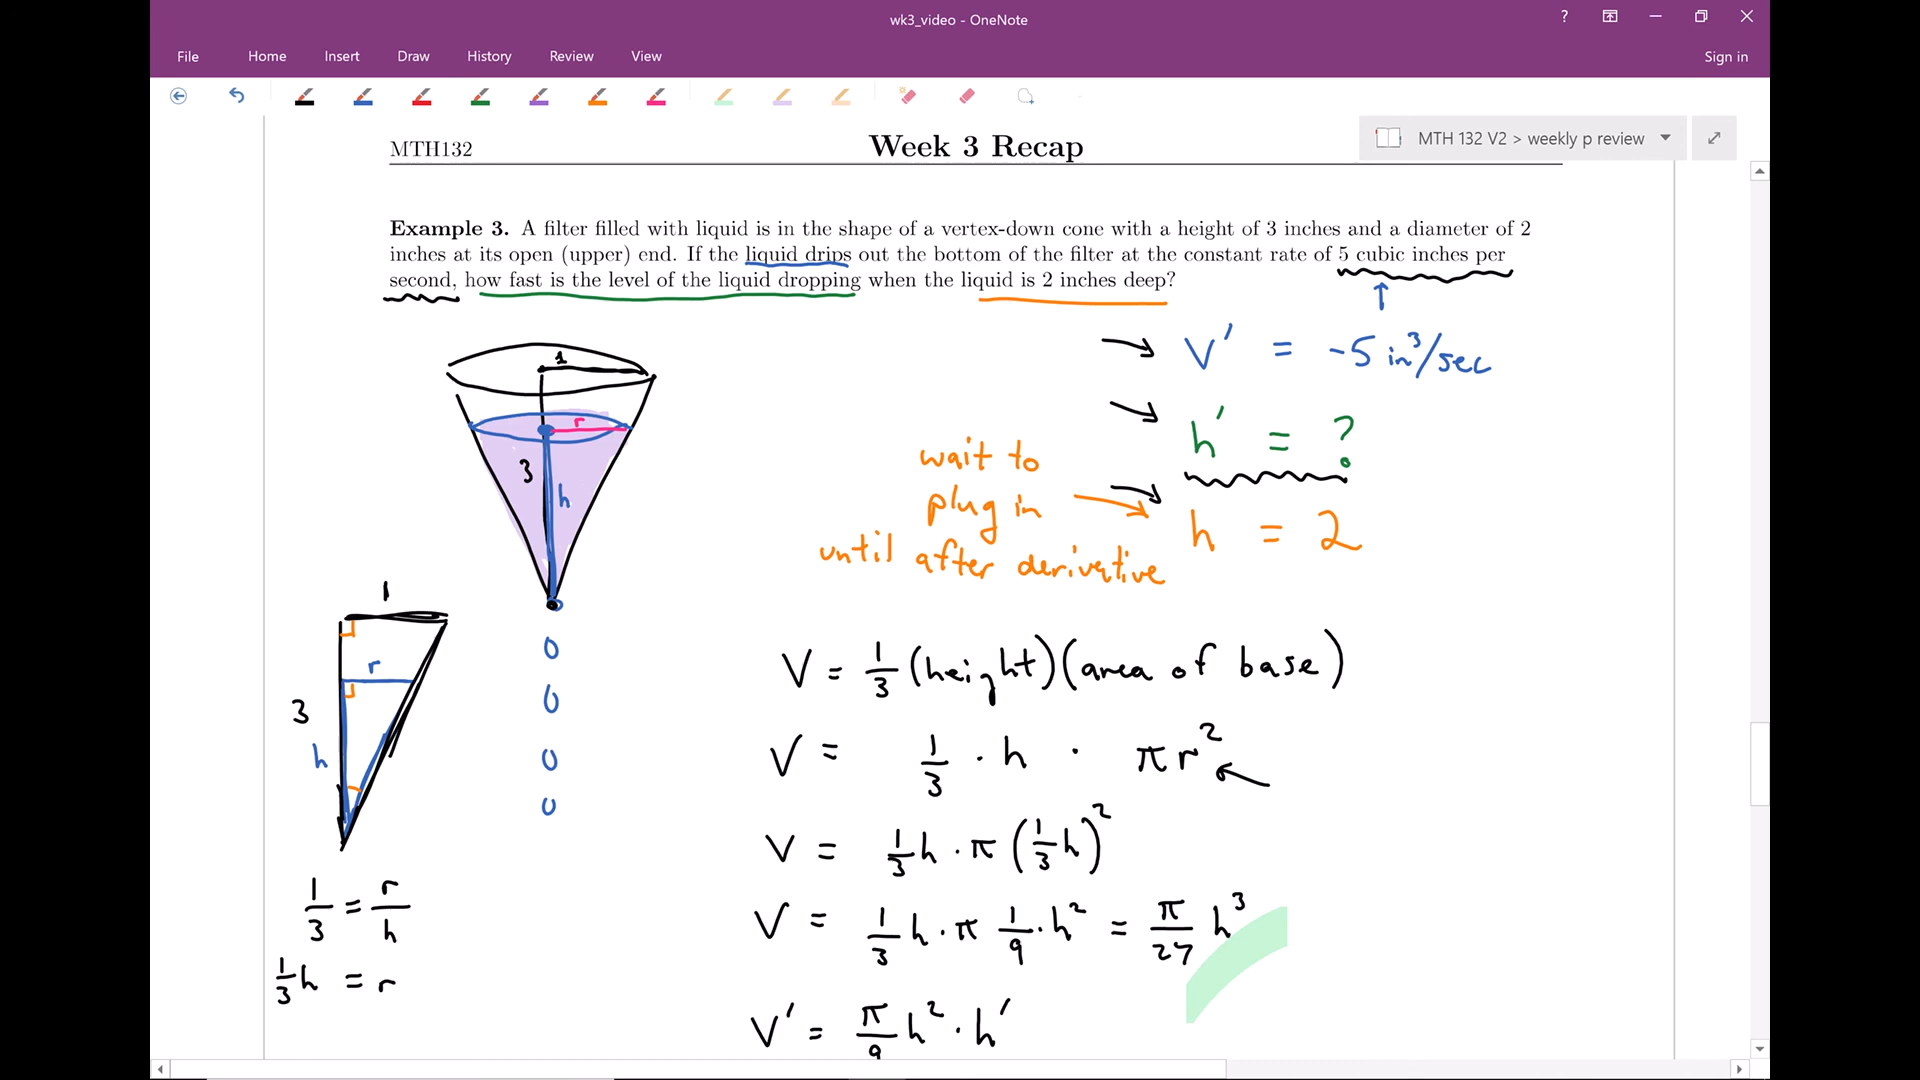 wk3_video - OneNote
?
File Home Insert Draw History Review View Sign in
MTH132 Week 3 Recap
MTH 132 V2 > weekly p review
Example 3. A filter filled with liquid is in the shape of a vertex-down cone with a height of 3 inches and a diameter of 2
inches at its open (upper) end. If the liquid drips out the bottom of the filter at the constant rate of 5 cubic inches per
second, how fast is the level of the liquid dropping when the liquid is 2 inches deep?
1
r
3
h
V' = -5 in³/sec
h' = ?
h = 2
wait to
plug in
until after derivative
1
r
3
h
1/3 = r/h
1/3 h = r
V = 1/3 (height)(area of base)
V = 1/3 · h · πr²
V = 1/3 h · π (1/3 h)²
V = 1/3 h · π 1/9 · h² = π/27 h³
V' = π/9 h² · h'